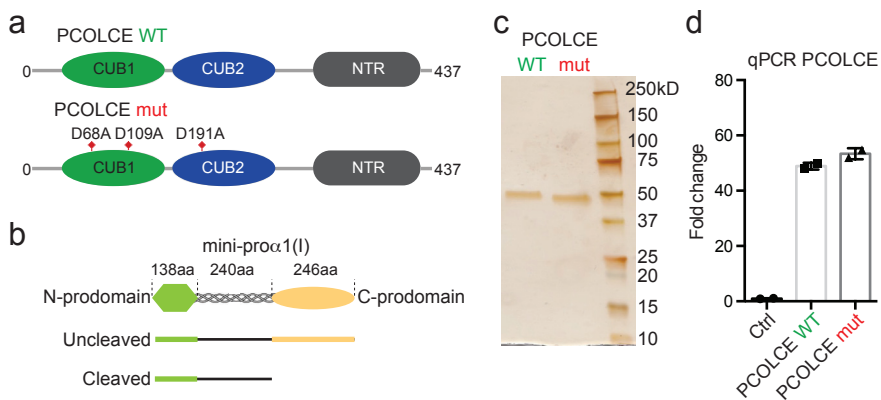 a
PCOLCE WT
0 CUB1 CUB2 NTR 437
PCOLCE mut
D68A D109A D191A
0 CUB1 CUB2 NTR 437
b
mini-proα1(I)
138aa 240aa 246aa
N-prodomain C-prodomain
Uncleaved
Cleaved
c
PCOLCE
WT mut
250kD
150
100
75
50
37
25
20
15
10
d
qPCR PCOLCE
Fold change
80
60
40
20
0
Ctrl
PCOLCE WT
PCOLCE mut